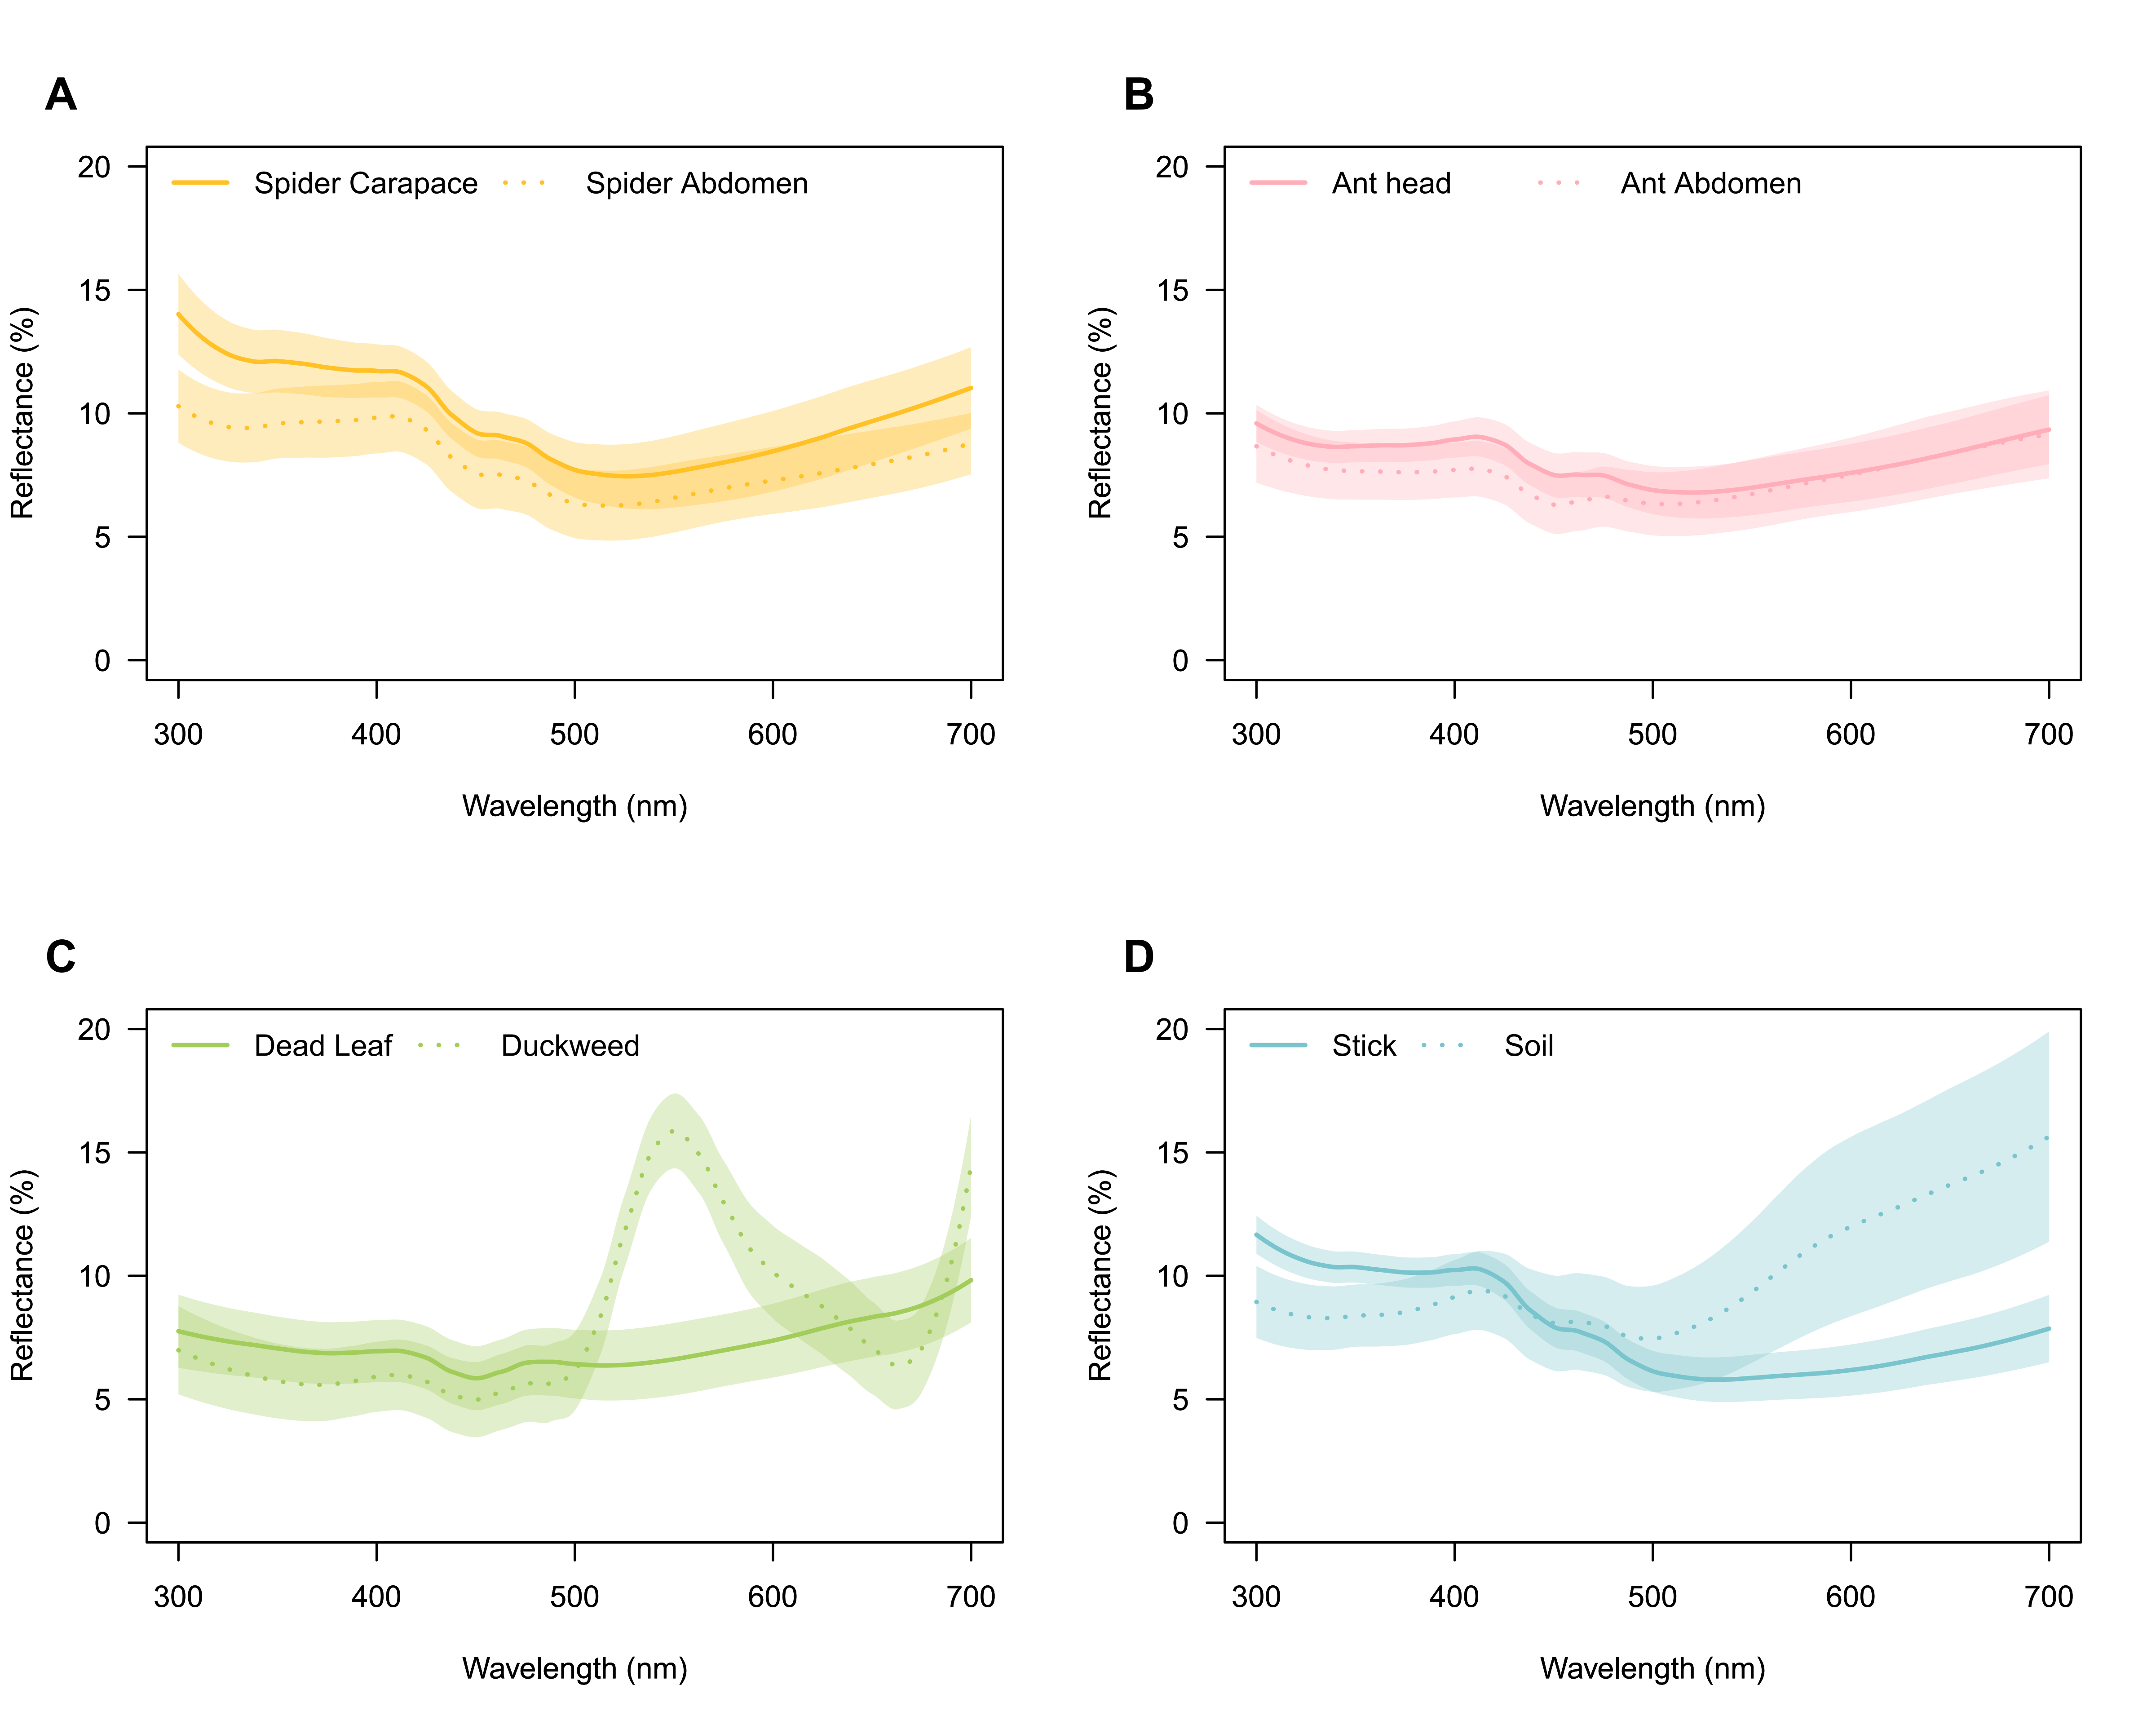 A
Spider Carapace Spider Abdomen
20
15
10
5
0
Reflectance (%)
300 400 500 600 700
Wavelength (nm)
B
Ant head Ant Abdomen
20
15
10
5
0
Reflectance (%)
300 400 500 600 700
Wavelength (nm)
C
Dead Leaf Duckweed
20
15
10
5
0
Reflectance (%)
300 400 500 600 700
Wavelength (nm)
D
Stick Soil
20
15
10
5
0
Reflectance (%)
300 400 500 600 700
Wavelength (nm)